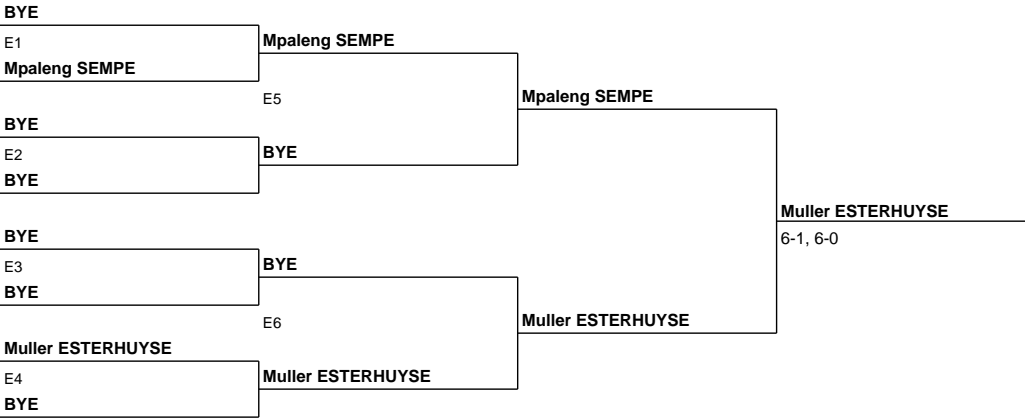 BYE
E1
Mpaleng SEMPE
Mpaleng SEMPE
E5
Mpaleng SEMPE
BYE
E2
BYE
BYE
Muller ESTERHUYSE
6-1, 6-0
BYE
E3
BYE
BYE
E6
Muller ESTERHUYSE
Muller ESTERHUYSE
E4
Muller ESTERHUYSE
BYE